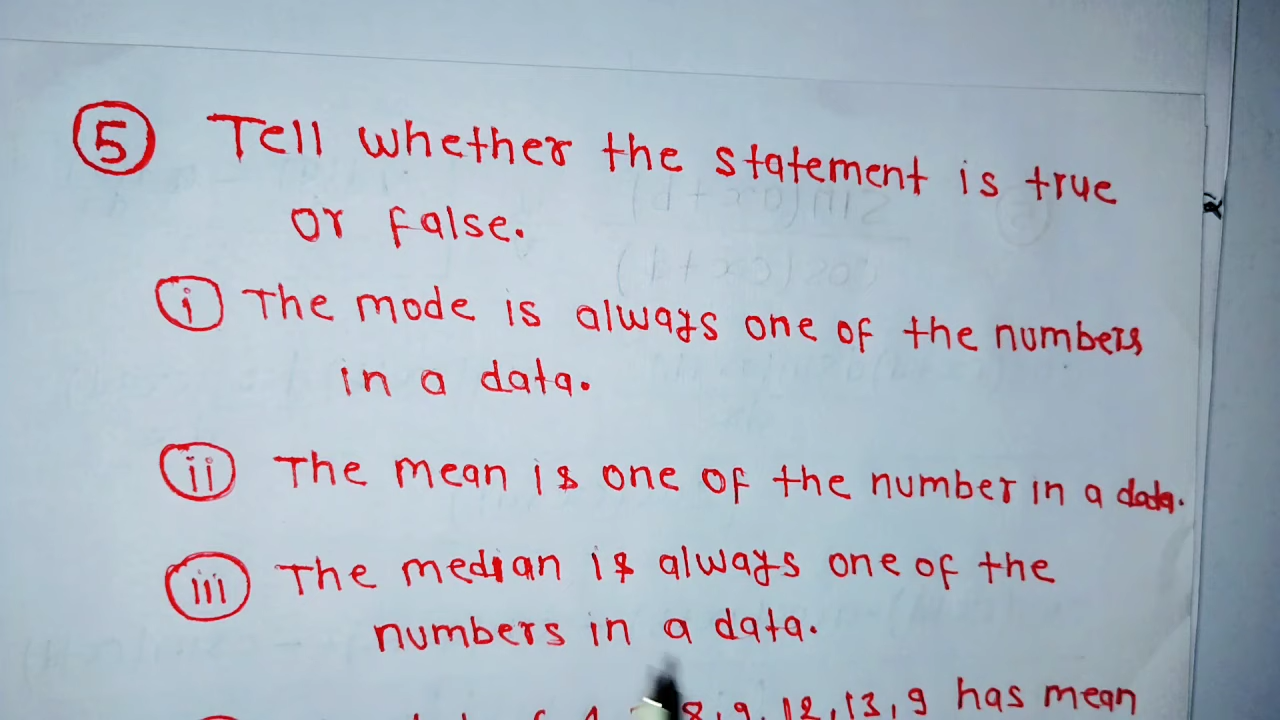 5 Tell whether the statement is true
or false.
i The mode is always one of the numbers
in a data.
ii The mean is one of the number in a data.
iii The median is always one of the
numbers in a data.
8, 9, 12, 13, 9 has mean